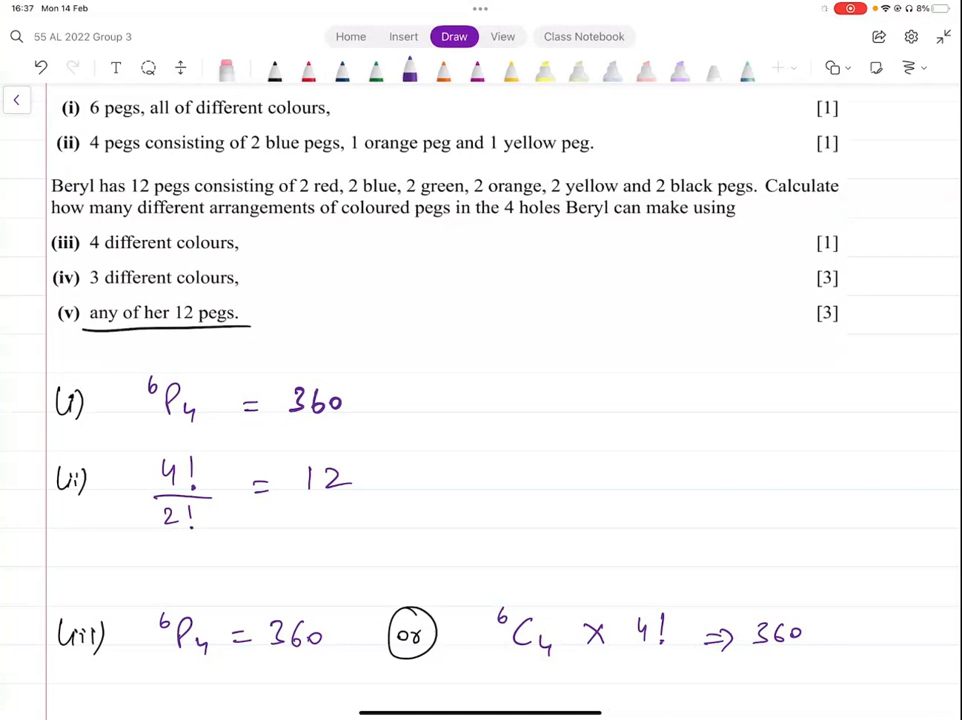 16:37 Mon 14 Feb
8%
55 AL 2022 Group 3
Home Insert Draw View Class Notebook
T
(i) 6 pegs, all of different colours, [1]
(ii) 4 pegs consisting of 2 blue pegs, 1 orange peg and 1 yellow peg. [1]
Beryl has 12 pegs consisting of 2 red, 2 blue, 2 green, 2 orange, 2 yellow and 2 black pegs. Calculate
how many different arrangements of coloured pegs in the 4 holes Beryl can make using
(iii) 4 different colours, [1]
(iv) 3 different colours, [3]
(v) any of her 12 pegs. [3]
(i) ⁶P₄ = 360
(ii) 4! / 2! = 12
(iii) ⁶P₄ = 360 or ⁶C₄ × 4! ⇒ 360